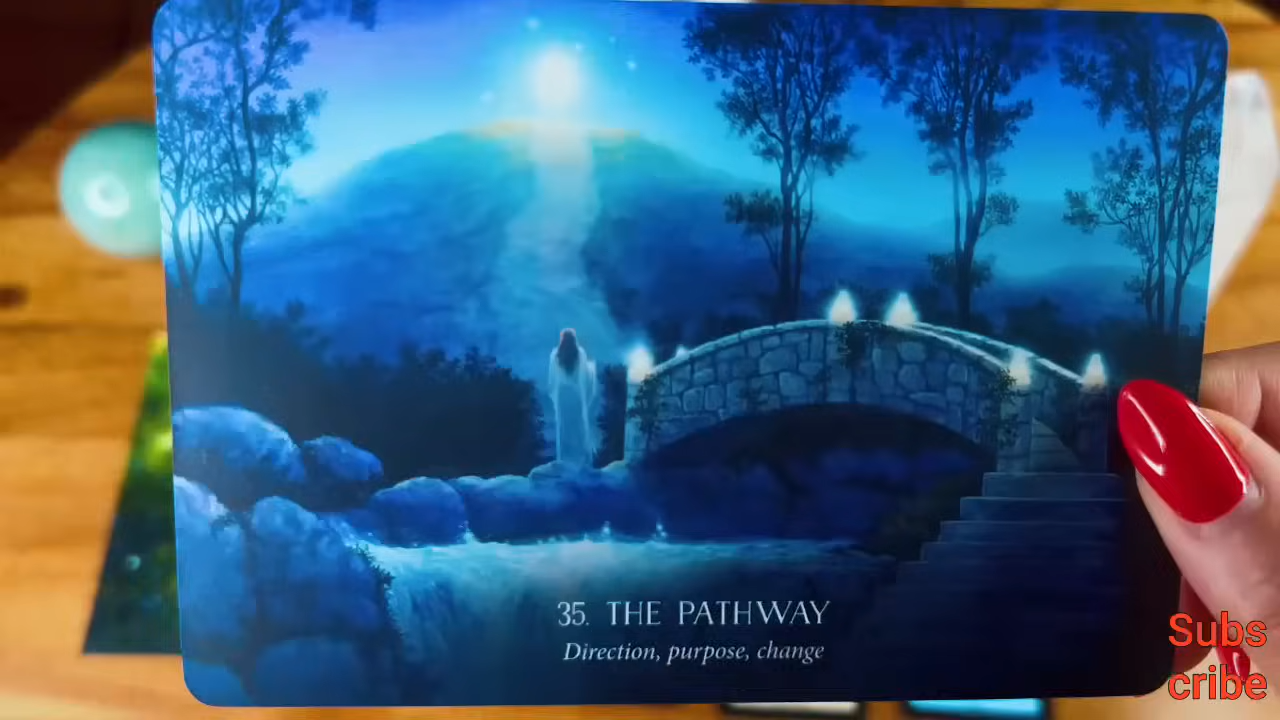 35. THE PATHWAY
Direction, purpose, change
Subs
cribe